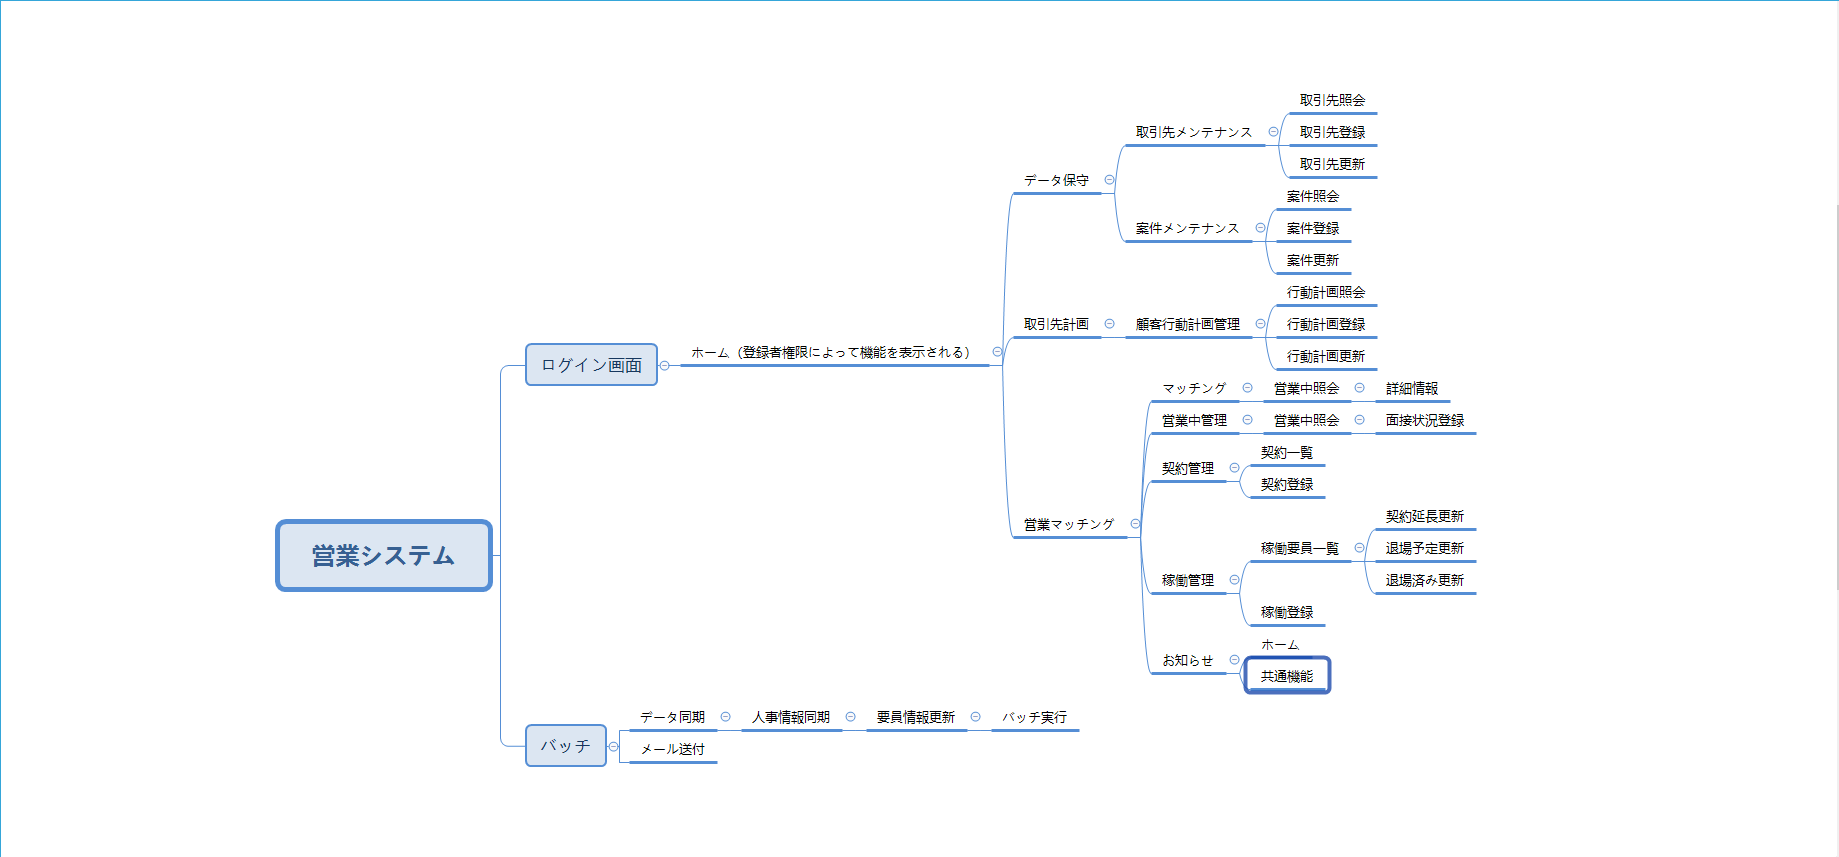 営業システム
ログイン画面
ホーム（登録者権限によって機能を表示される）
データ保守
取引先メンテナンス
取引先照会
取引先登録
取引先更新
案件メンテナンス
案件照会
案件登録
案件更新
取引先計画
顧客行動計画管理
行動計画照会
行動計画登録
行動計画更新
営業マッチング
マッチング
営業中照会
詳細情報
営業中管理
営業中照会
面接状況登録
契約管理
契約一覧
契約登録
稼働管理
稼働要員一覧
契約延長更新
退場予定更新
退場済み更新
稼働登録
お知らせ
ホーム
共通機能
バッチ
データ同期
人事情報同期
要員情報更新
バッチ実行
メール送付